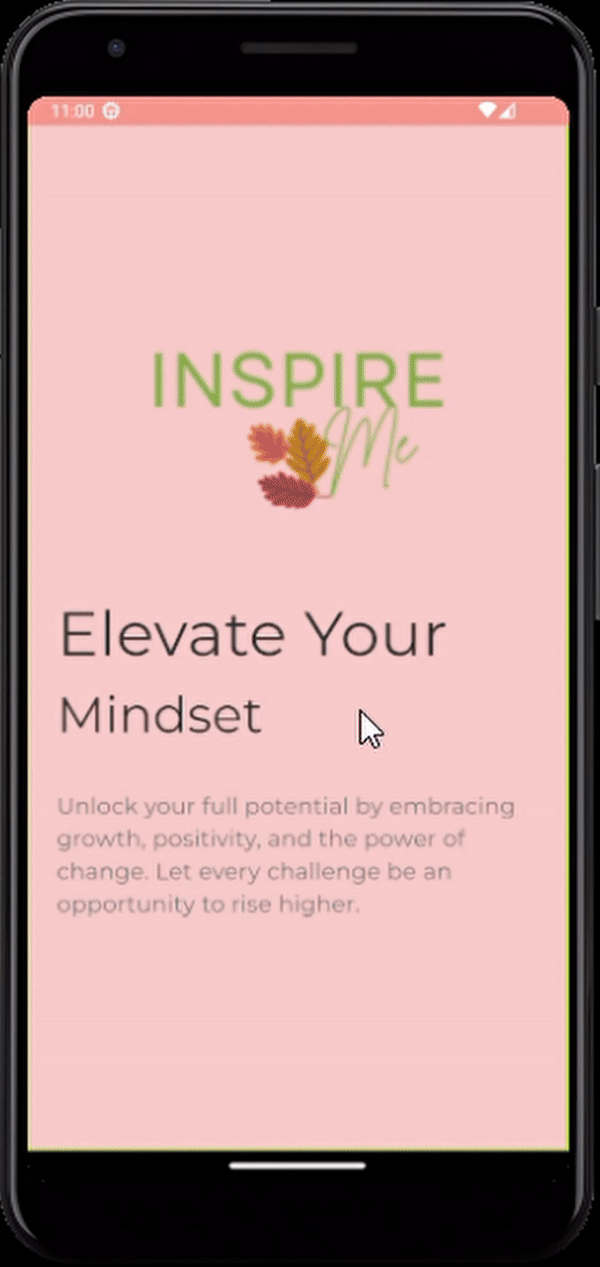 11:00
INSPIRE
Me
Elevate Your
Mindset
Unlock your full potential by embracing
growth, positivity, and the power of
change. Let every challenge be an
opportunity to rise higher.